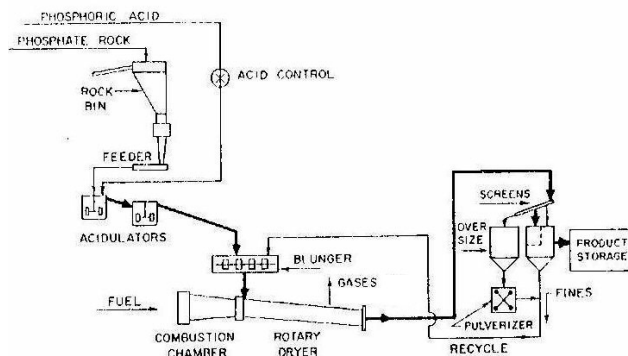 PHOSPHORIC ACID
PHOSPHATE ROCK
ACID CONTROL
ROCK
BIN
FEEDER
SCREENS
ACIDULATORS
OVER
SIZE
PRODUCT
STORAGE
BLUNGER
GASES
FUEL
FINES
PULVERIZER
COMBUSTION
CHAMBER
ROTARY
DRYER
RECYCLE